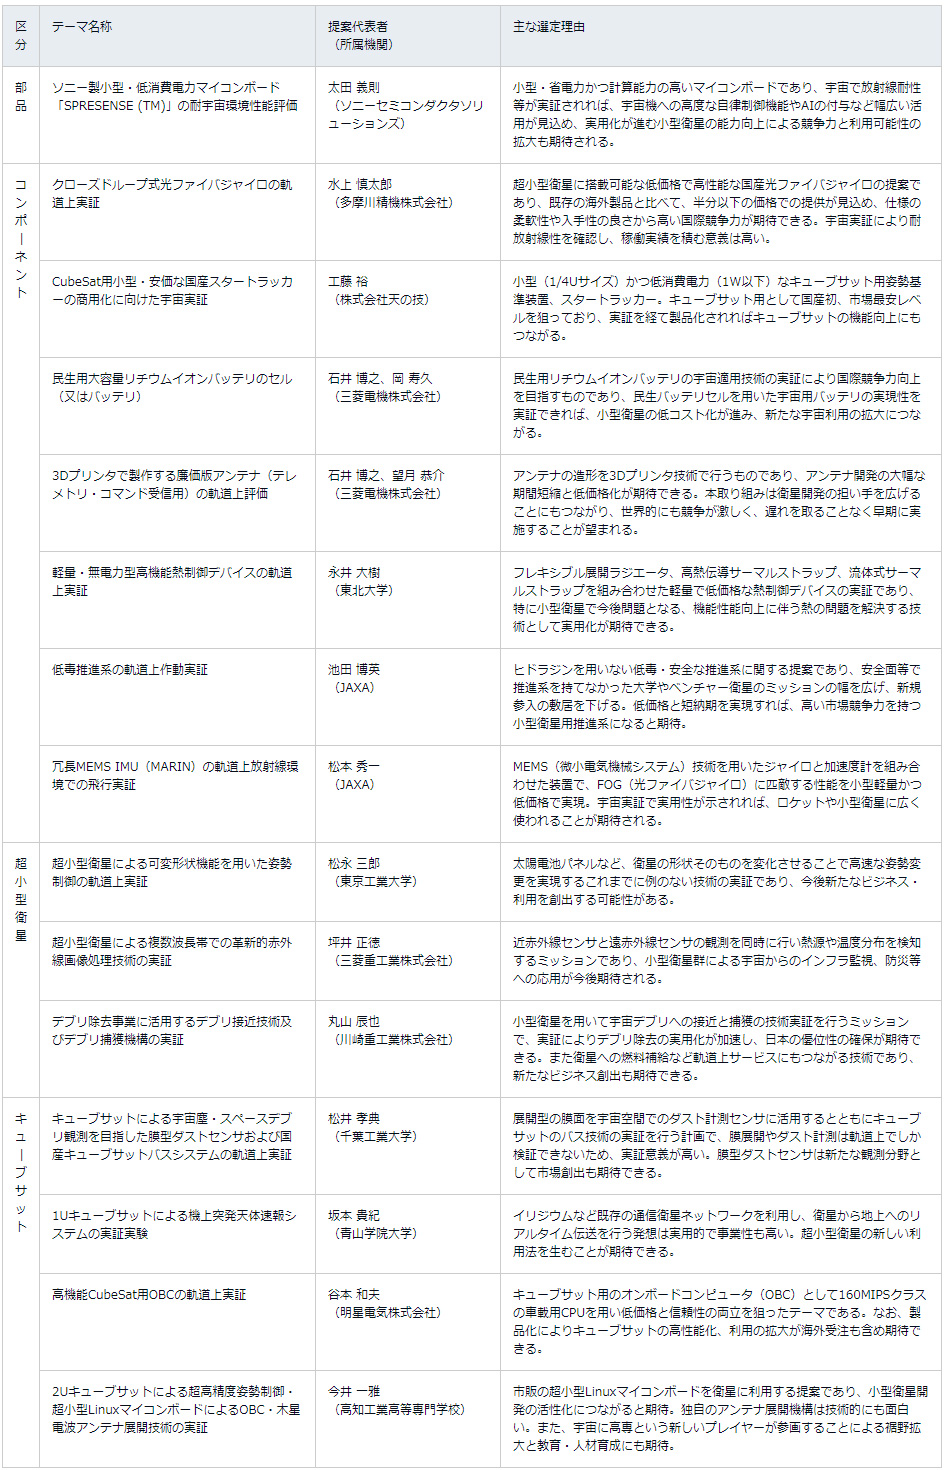 区
分
テーマ名称
提案代表者
（所属機関）
主な選定理由
部
品
ソニー製小型・低消費電力マイコンボード
「SPRESENSE (TM)」の耐宇宙環境性能評価
太田 義則
（ソニーセミコンダクタソリ
ューションズ）
小型・省電力かつ計算能力の高いマイコンボードであり、宇宙で放射線耐性
等が実証されれば、宇宙機への高度な自律制御機能やAIの付与など幅広い活
用が見込め、実用化が進む小型衛星の能力向上による競争力と利用可能性の
拡大も期待される。
コ
ン
ポ
ー
ネ
ン
ト
クローズドループ式光ファイバジャイロの軌
道上実証
水上 慎太郎
（多摩川精機株式会社）
超小型衛星に搭載可能な低価格で高性能な国産光ファイバジャイロの提案で
あり、既存の海外製品と比べて、半分以下の価格での提供が見込め、仕様の
柔軟性や入手性の良さから高い国際競争力が期待できる。宇宙実証により耐
放射線性を確認し、稼働実績を積む意義は高い。
CubeSat用小型・安価な国産スタートラッカ
ーの商用化に向けた宇宙実証
工藤 裕
（株式会社天の技）
小型（1/4Uサイズ）かつ低消費電力（1W以下）なキューブサット用姿勢基
準装置、スタートラッカー。キューブサット用として国産初、市場最安レベ
ルを狙っており、実証を経て製品化されればキューブサットの機能向上にも
つながる。
民生用大容量リチウムイオンバッテリのセル
（又はバッテリ）
石井 博之、岡 寿久
（三菱電機株式会社）
民生用リチウムイオンバッテリの宇宙適用技術の実証により国際競争力向上
を目指すものであり、民生バッテリセルを用いた宇宙用バッテリの実現性を
実証できれば、小型衛星の低コスト化が進み、新たな宇宙利用の拡大につな
がる。
3Dプリンタで製作する廉価版アンテナ（テレ
メトリ・コマンド受信用）の軌道上評価
石井 博之、望月 恭介
（三菱電機株式会社）
アンテナの造形を3Dプリンタ技術で行うものであり、アンテナ開発の大幅な
期間短縮と低価格化が期待できる。本取り組みは衛星開発の担い手を広げる
ことにもつながり、世界的にも競争が激しく、遅れを取ることなく早期に実
施することが望まれる。
軽量・無電力型高機能熱制御デバイスの軌道
上実証
永井 大樹
（東北大学）
フレキシブル展開ラジエータ、高熱伝導サーマルストラップ、流体式サーマ
ルストラップを組み合わせた軽量で低価格な熱制御デバイスの実証であり、
特に小型衛星で今後問題となる、機能性能向上に伴う熱の問題を解決する技
術として実用化が期待できる。
低毒推進系の軌道上作動実証
池田 博英
（JAXA）
ヒドラジンを用いない低毒・安全な推進系に関する提案であり、安全面等で
推進系を持てなかった大学やベンチャー衛星のミッションの幅を広げ、新規
参入の敷居を下げる。低価格と短納期を実現すれば、高い市場競争力を持つ
小型衛星用推進系になると期待。
冗長MEMS IMU（MARIN）の軌道上放射線環
境での飛行実証
松本 秀一
（JAXA）
MEMS（微小電気機械システム）技術を用いたジャイロと加速度計を組み合
わせた装置で、FOG（光ファイバジャイロ）に匹敵する性能を小型軽量かつ
低価格で実現。宇宙実証で実用性が示されれば、ロケットや小型衛星に広く
使われることが期待される。
超
小
型
衛
星
超小型衛星による可変形状機能を用いた姿勢
制御の軌道上実証
松永 三郎
（東京工業大学）
太陽電池パネルなど、衛星の形状そのものを変化させることで高速な姿勢変
更を実現するこれまでに例のない技術の実証であり、今後新たなビジネス・
利用を創出する可能性がある。
超小型衛星による複数波長帯での革新的赤外
線画像処理技術の実証
坪井 正徳
（三菱重工業株式会社）
近赤外線センサと遠赤外線センサの観測を同時に行い熱源や温度分布を検知
するミッションであり、小型衛星群による宇宙からのインフラ監視、防災等
への応用が今後期待される。
デブリ除去事業に活用するデブリ接近技術及
びデブリ捕獲機構の実証
丸山 辰也
（川崎重工業株式会社）
小型衛星を用いて宇宙デブリへの接近と捕獲の技術実証を行うミッション
で、実証によりデブリ除去の実用化が加速し、日本の優位性の確保が期待で
きる。また衛星への燃料補給など軌道上サービスにもつながる技術であり、
新たなビジネス創出も期待できる。
キ
ュ
ー
ブ
サ
ッ
ト
キューブサットによる宇宙塵・スペースデブ
リ観測を目指した膜型ダストセンサおよび国
産キューブサットバスシステムの軌道上実証
松井 孝典
（千葉工業大学）
展開型の膜面を宇宙空間でのダスト計測センサに活用するとともにキューブ
サットのバス技術の実証を行う計画で、膜展開やダスト計測は軌道上でしか
検証できないため、実証意義が高い。膜型ダストセンサは新たな観測分野と
して市場創出も期待できる。
1Uキューブサットによる機上突発天体速報シ
ステムの実証実験
坂本 貴紀
（青山学院大学）
イリジウムなど既存の通信衛星ネットワークを利用し、衛星から地上へのリ
アルタイム伝送を行う発想は実用的で事業性も高い。超小型衛星の新しい利
用法を生むことが期待できる。
高機能CubeSat用OBCの軌道上実証
谷本 和夫
（明星電気株式会社）
キューブサット用のオンボードコンピュータ（OBC）として160MIPSクラス
の車載用CPUを用い低価格と信頼性の両立を狙ったテーマである。なお、製
品化によりキューブサットの高性能化、利用の拡大が海外受注も含め期待で
きる。
2Uキューブサットによる超高精度姿勢制御・
超小型LinuxマイコンボードによるOBC・木星
電波アンテナ展開技術の実証
今井 一雅
（高知工業高等専門学校）
市販の超小型Linuxマイコンボードを衛星に利用する提案であり、小型衛星開
発の活性化につながると期待。独自のアンテナ展開機構は技術的にも面白
い。また、宇宙に高専という新しいプレイヤーが参画することによる裾野拡
大と教育・人材育成にも期待。